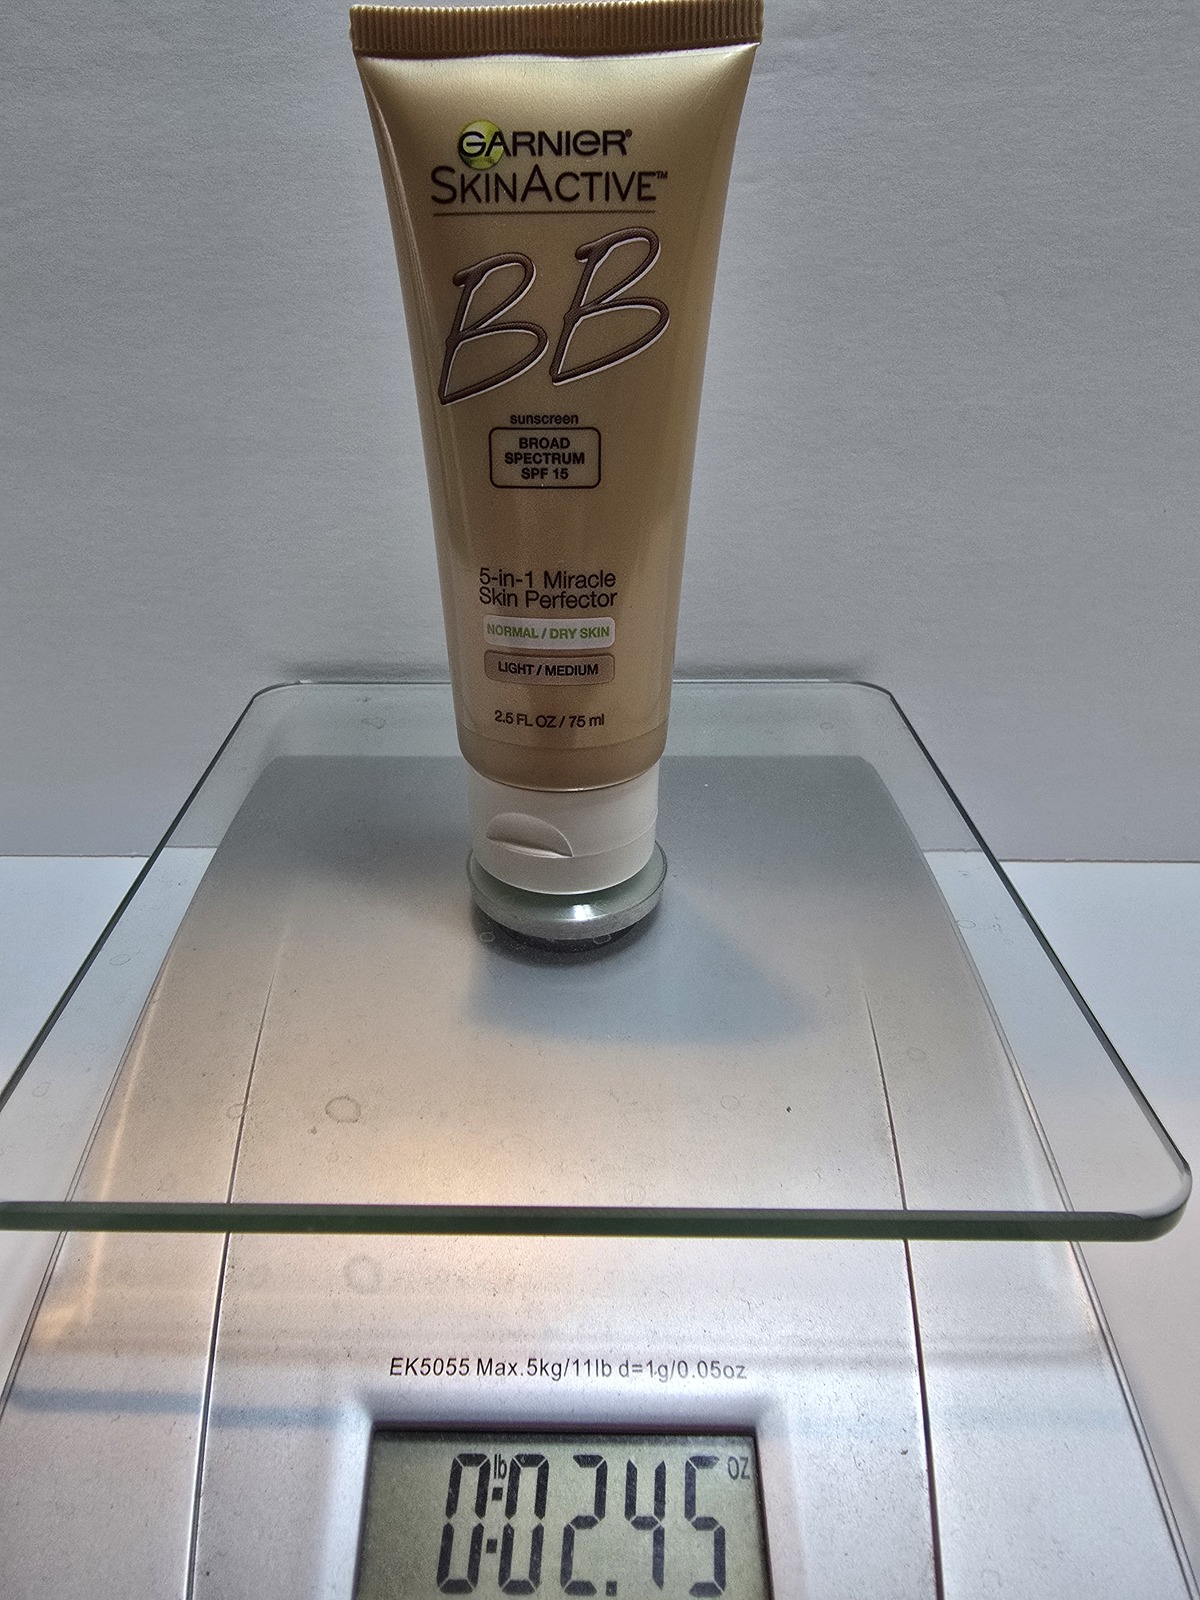 GARNIER®
SKINACTIVE™
BB
sunscreen
BROAD
SPECTRUM
SPF 15
5-in-1 Miracle
Skin Perfector
NORMAL / DRY SKIN
LIGHT / MEDIUM
2.5 FL OZ / 75 ml
EK5055 Max.5kg/11lb d=1g/0.05oz
0:02.45 lb OZ